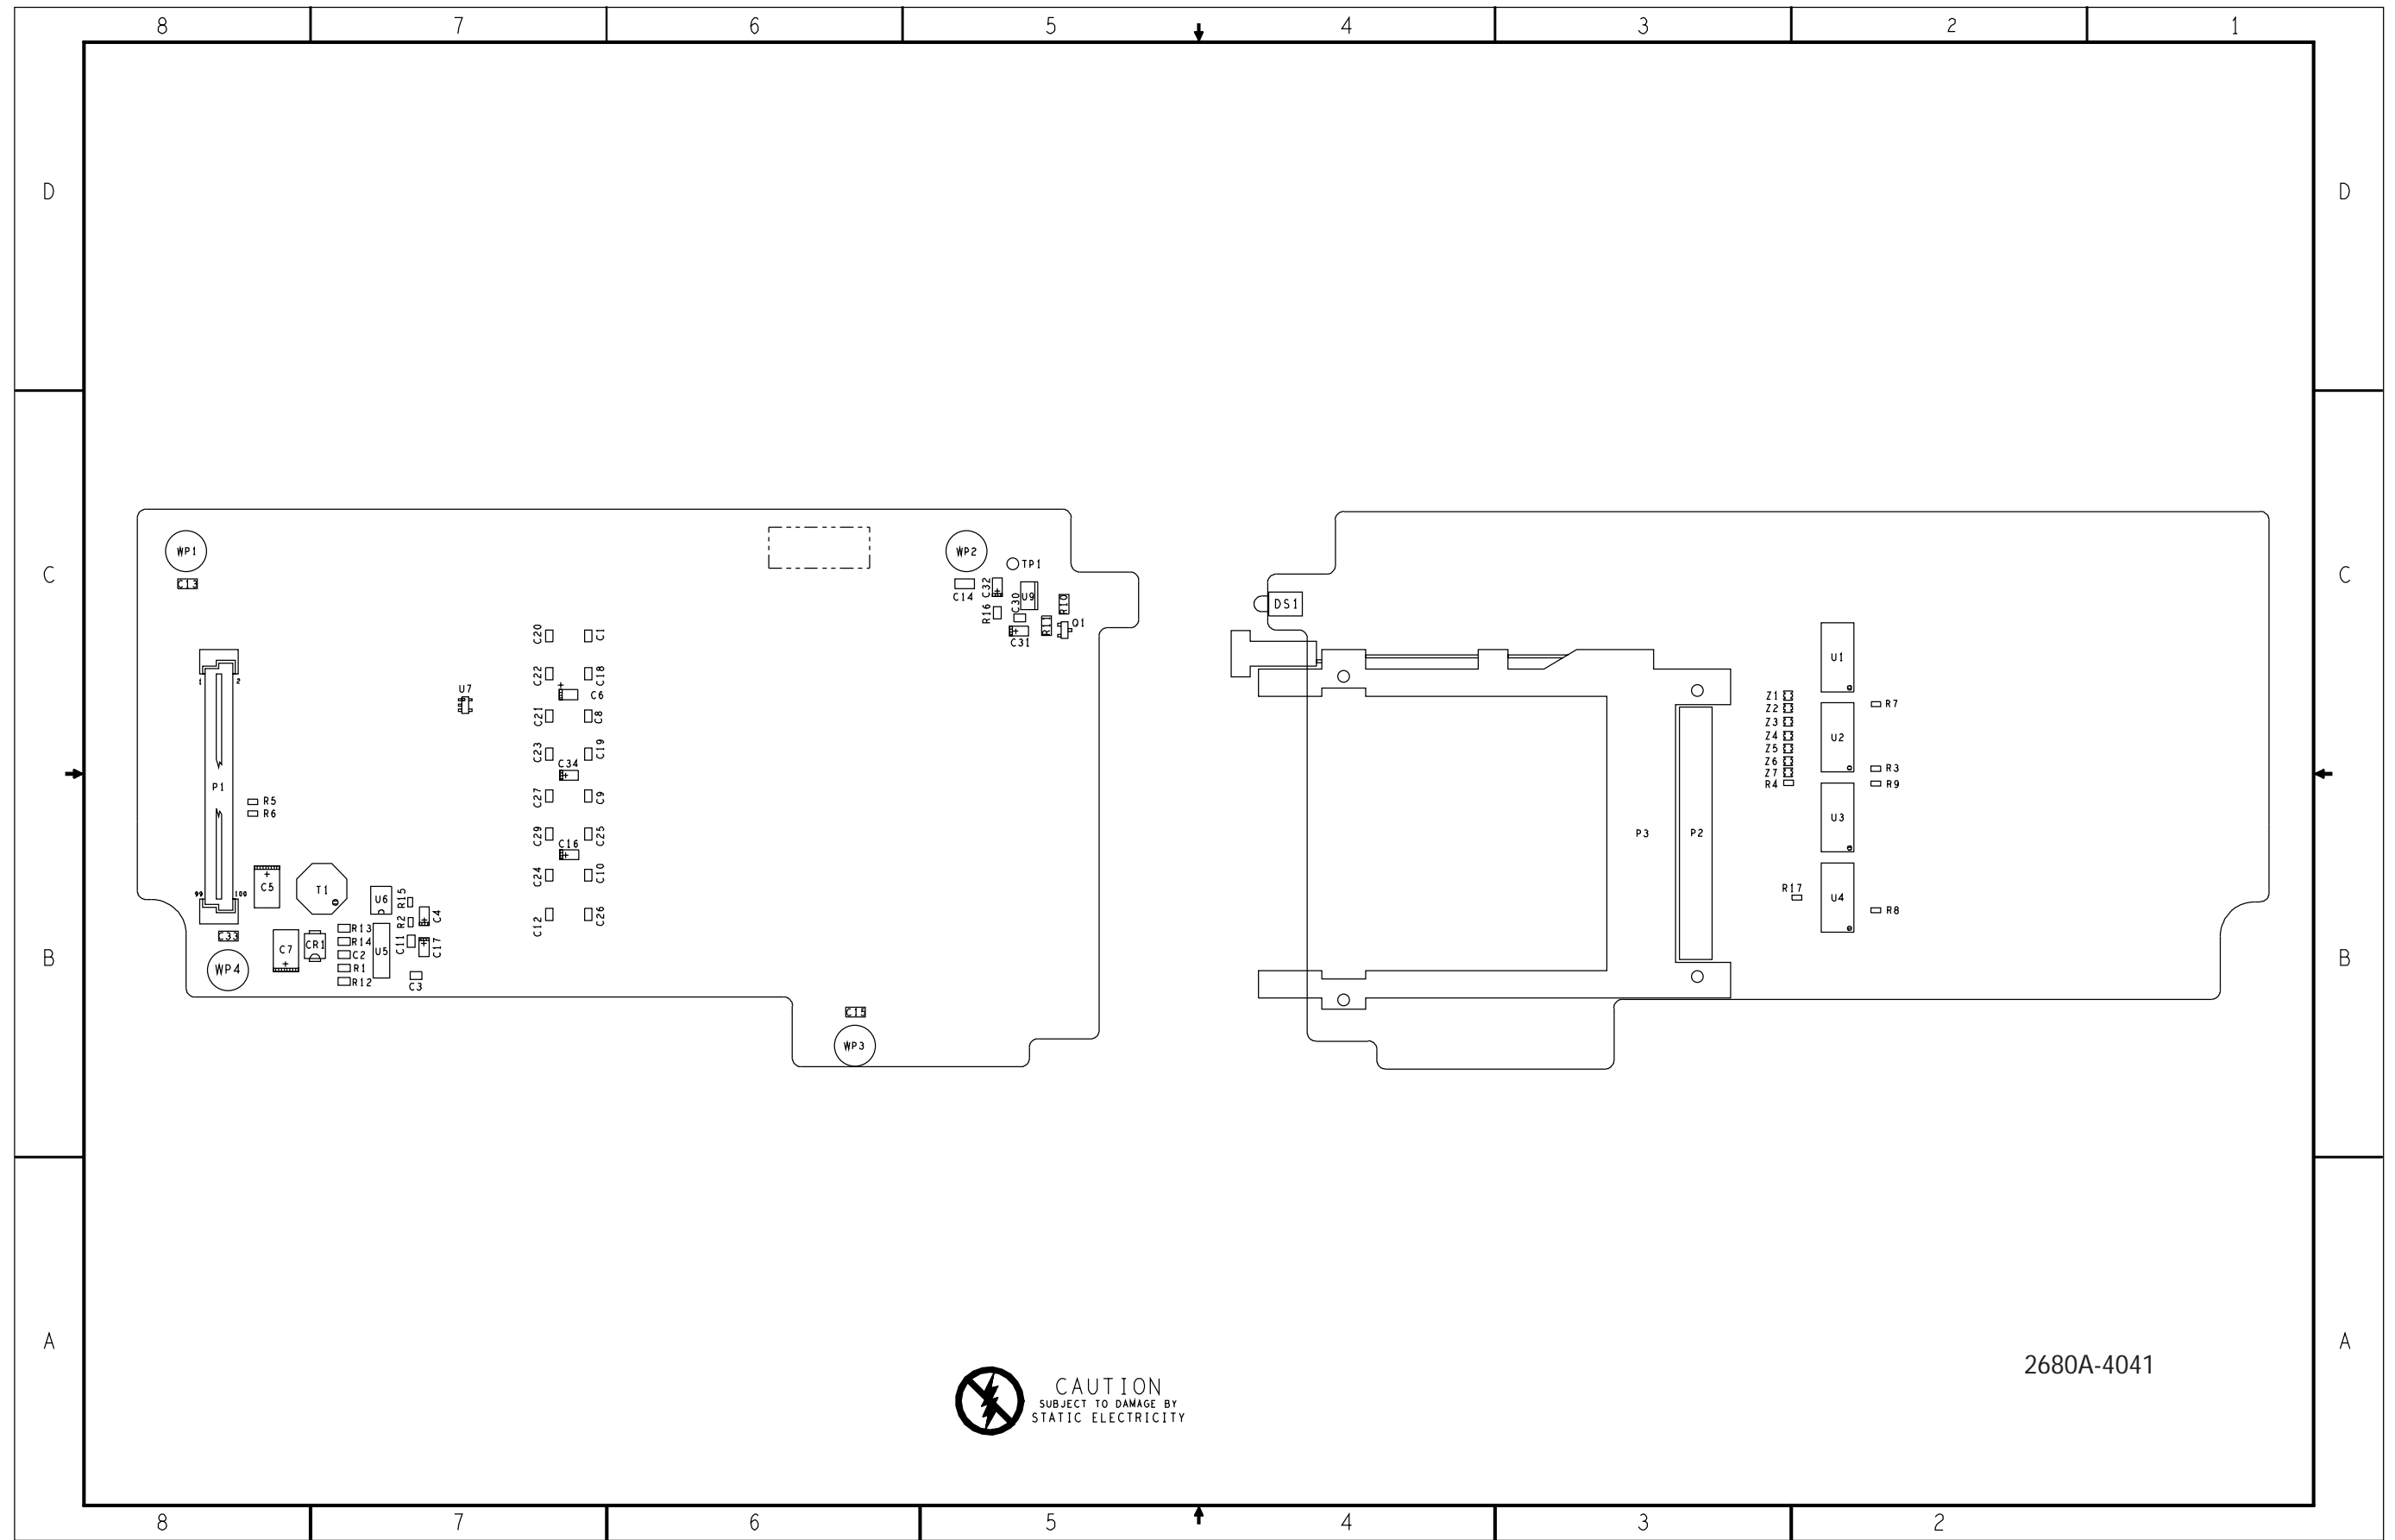 8 7 6 5 4 3 2 1
D D
WP1 WP2
TP1
C13
C14 C32 U9 R10
C30
R16 R11 Q1
C31
C20 C1
C22 C18
C6
U7
C21 C8
C23 C19
C34
1 2
P1
C27 C9
R5
R6
C29 C25
C16
C24 C10
C12 C26
99 100
C5 T1 U6 R15 C4
R2
C33 C7 CR1 R13 U5 C11 C17
R14
C2
R1
R12
C3
WP4
C15
WP3
C C
DS1
U1
Z1
Z2
Z3
Z4
Z5
Z6
Z7
R4
R7
U2
R3
R9
P3 P2 U3
R17 U4 R8
B B
A A
2680A-4041
CAUTION
SUBJECT TO DAMAGE BY
STATIC ELECTRICITY
8 7 6 5 4 3 2